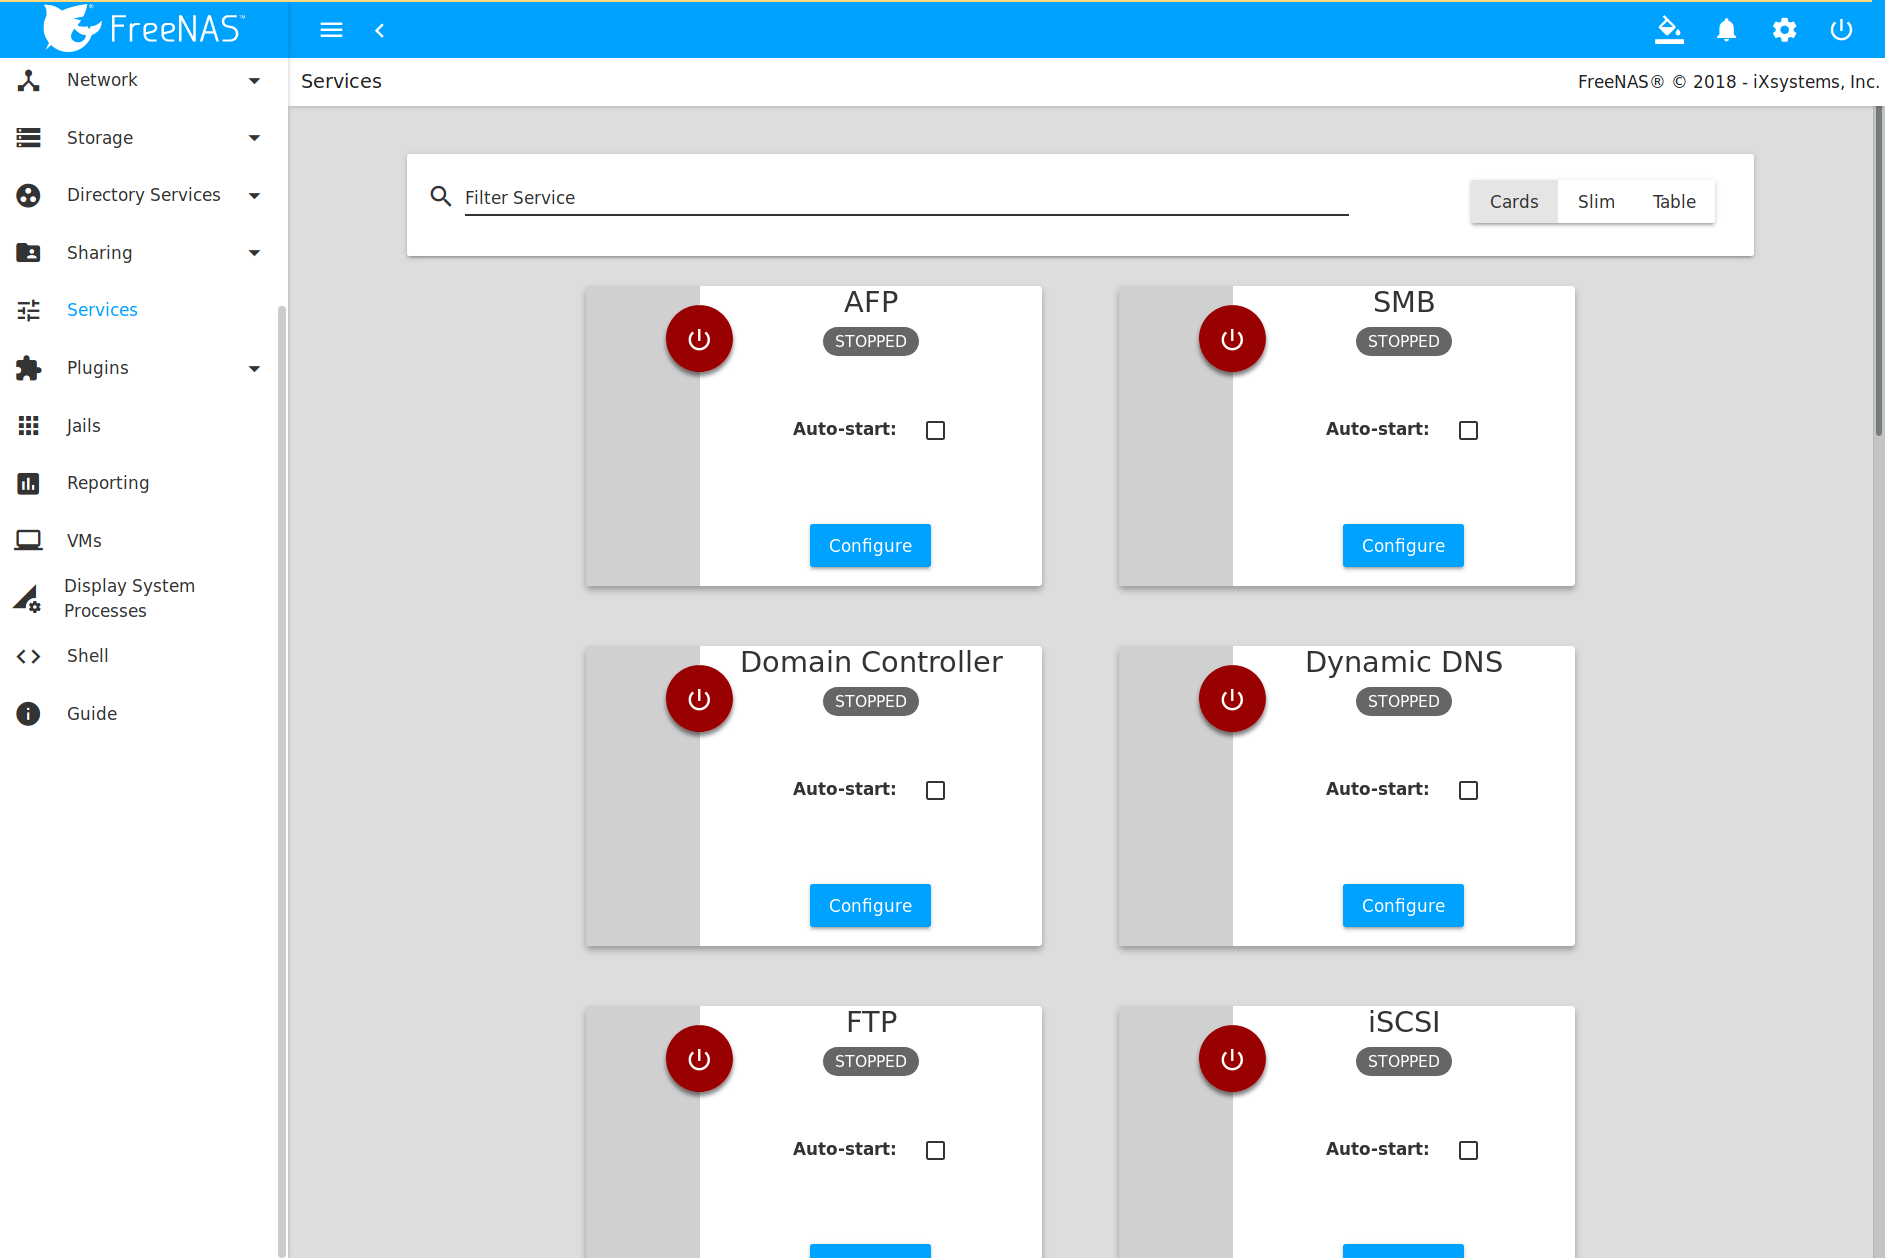 FreeNAS™
Network
Storage
Directory Services
Sharing
Services
Plugins
Jails
Reporting
VMs
Display System
Processes
Shell
Guide
Services
FreeNAS® © 2018 - iXsystems, Inc.
Filter Service
Cards Slim Table
AFP
STOPPED
Auto-start:
Configure
SMB
STOPPED
Auto-start:
Configure
Domain Controller
STOPPED
Auto-start:
Configure
Dynamic DNS
STOPPED
Auto-start:
Configure
FTP
STOPPED
Auto-start:
iSCSI
STOPPED
Auto-start: